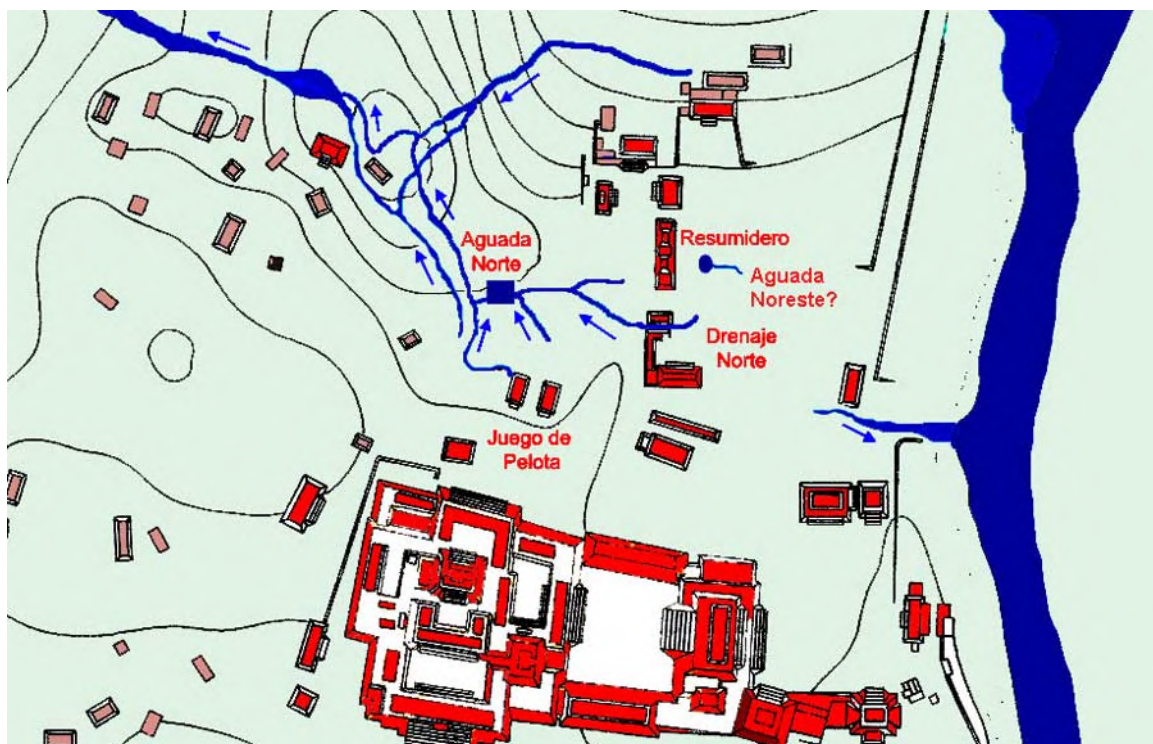 Aguada
Norte
Resumidero
Aguada
Noreste?
Drenaje
Norte
Juego de
Pelota